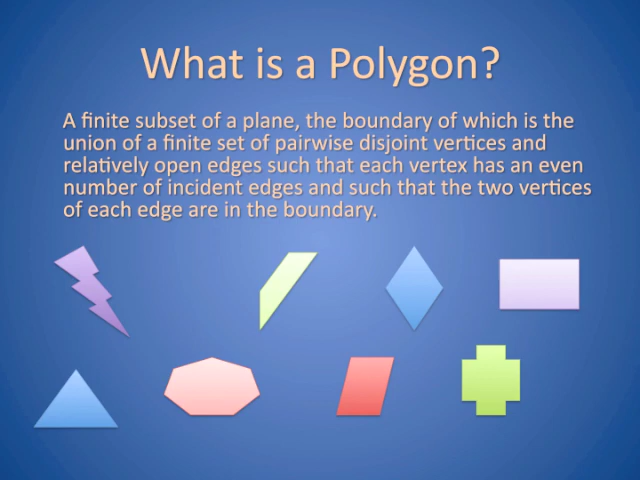 What is a Polygon?
A finite subset of a plane, the boundary of which is the
union of a finite set of pairwise disjoint vertices and
relatively open edges such that each vertex has an even
number of incident edges and such that the two vertices
of each edge are in the boundary.